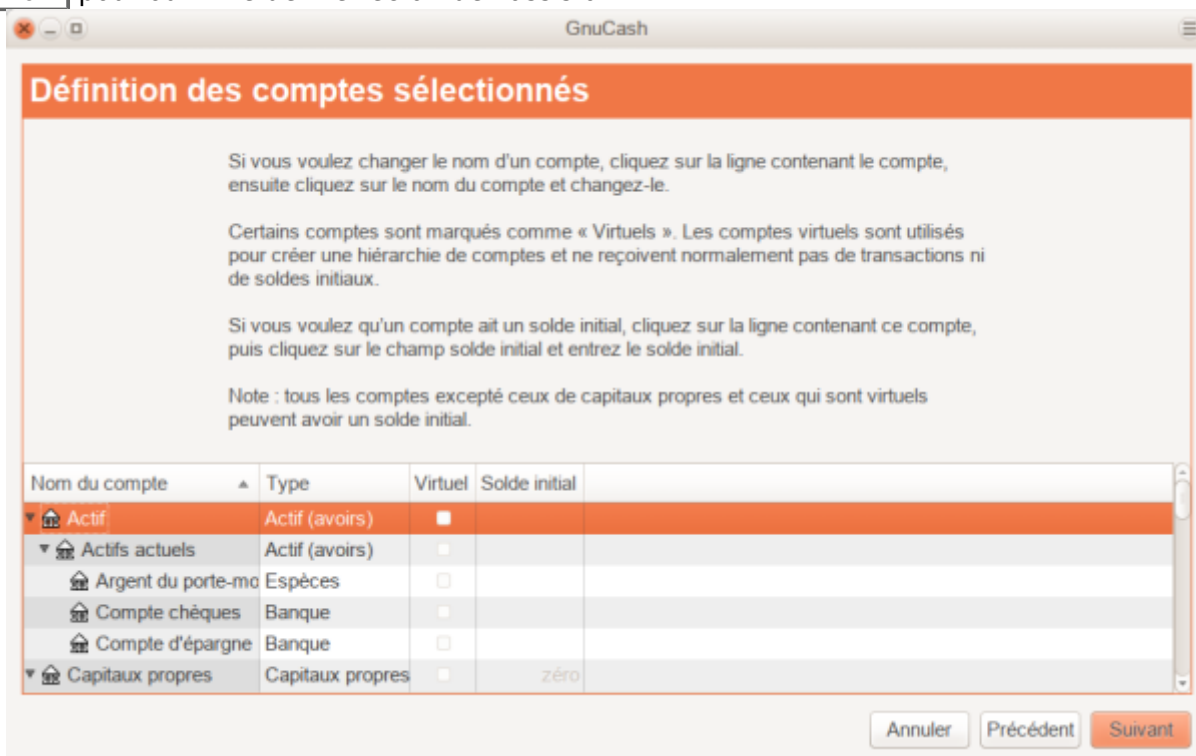 GnuCash
Définition des comptes sélectionnés
Si vous voulez changer le nom d'un compte, cliquez sur la ligne contenant le compte,
ensuite cliquez sur le nom du compte et changez-le.
Certains comptes sont marqués comme « Virtuels ». Les comptes virtuels sont utilisés
pour créer une hiérarchie de comptes et ne reçoivent normalement pas de transactions ni
de soldes initiaux.
Si vous voulez qu'un compte ait un solde initial, cliquez sur la ligne contenant ce compte,
puis cliquez sur le champ solde initial et entrez le solde initial.
Note : tous les comptes excepté ceux de capitaux propres et ceux qui sont virtuels
peuvent avoir un solde initial.
Nom du compte Type Virtuel Solde initial
Actif Actif (avoirs)
Actifs actuels Actif (avoirs)
Argent du porte-mo Espèces
Compte chèques Banque
Compte d'épargne Banque
Capitaux propres Capitaux propres zéro
Annuler Précédent Suivant